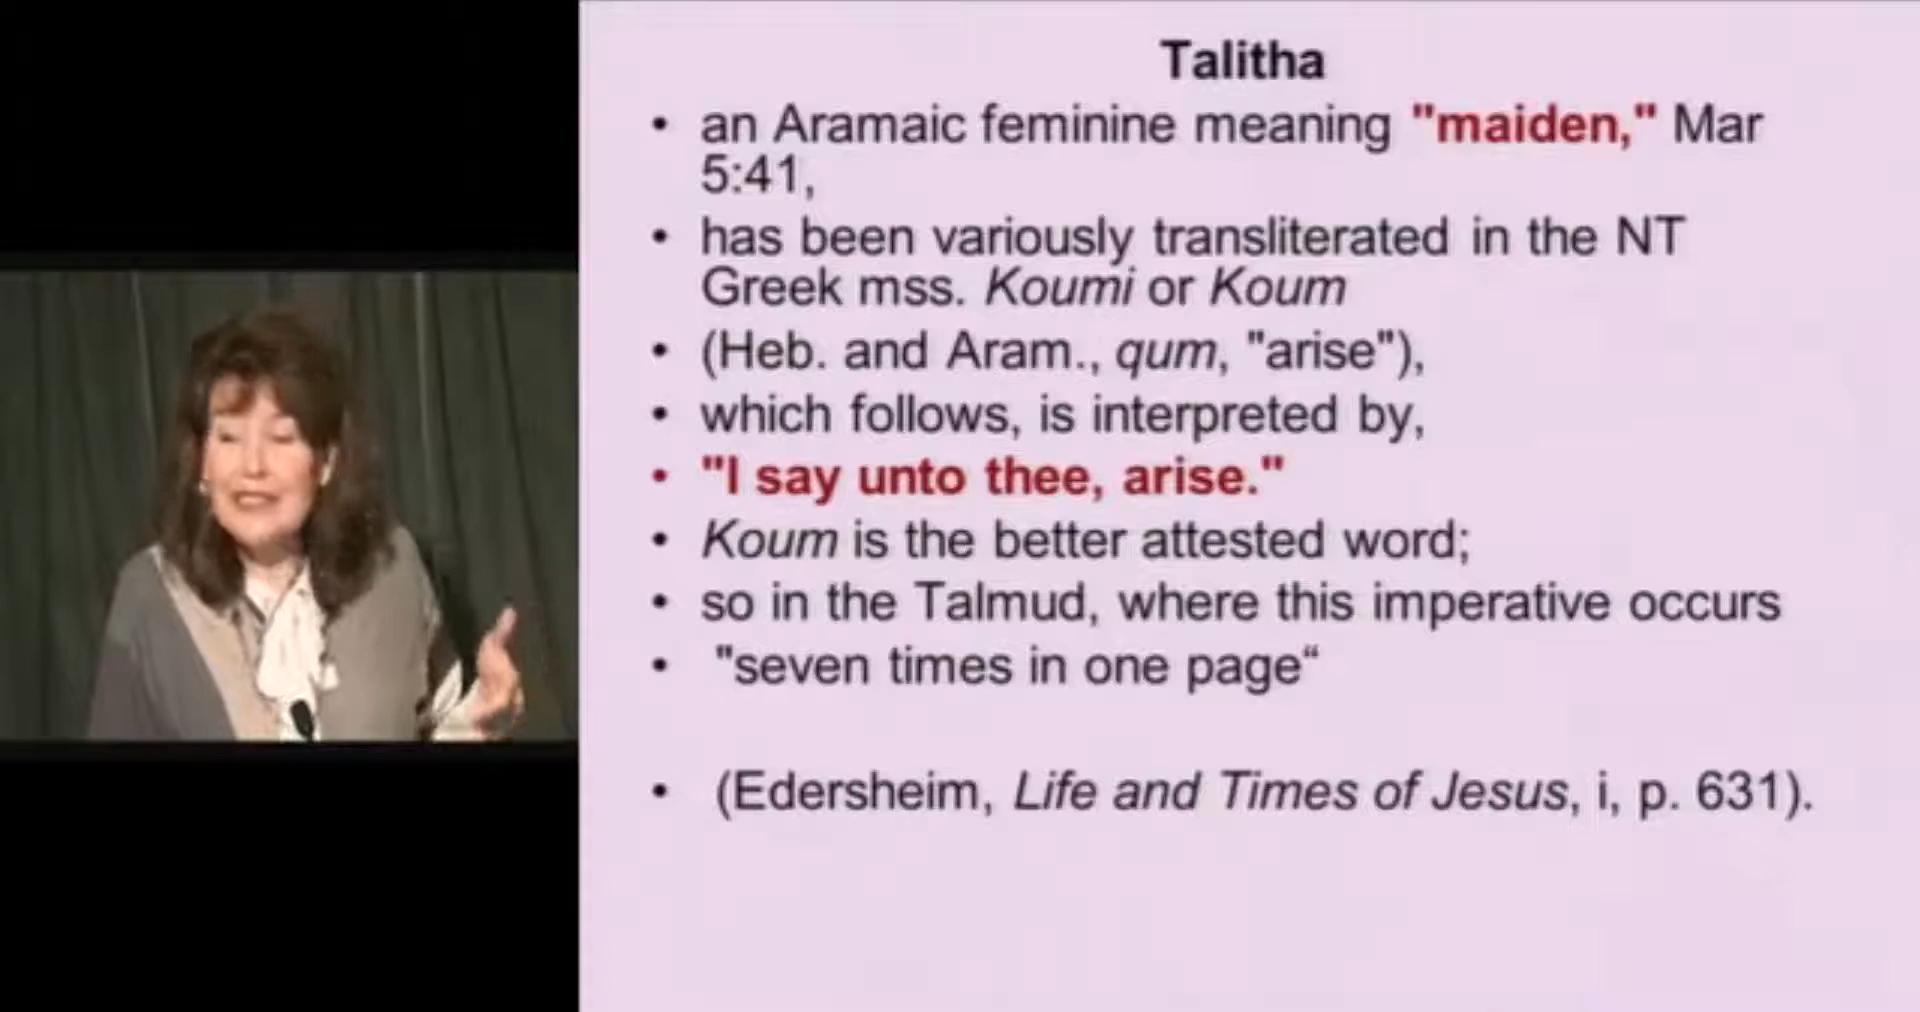 Talitha
• an Aramaic feminine meaning "maiden," Mar
5:41,
• has been variously transliterated in the NT
Greek mss. Koumi or Koum
• (Heb. and Aram., qum, "arise"),
• which follows, is interpreted by,
• "I say unto thee, arise."
• Koum is the better attested word;
• so in the Talmud, where this imperative occurs
• "seven times in one page“
• (Edersheim, Life and Times of Jesus, i, p. 631).